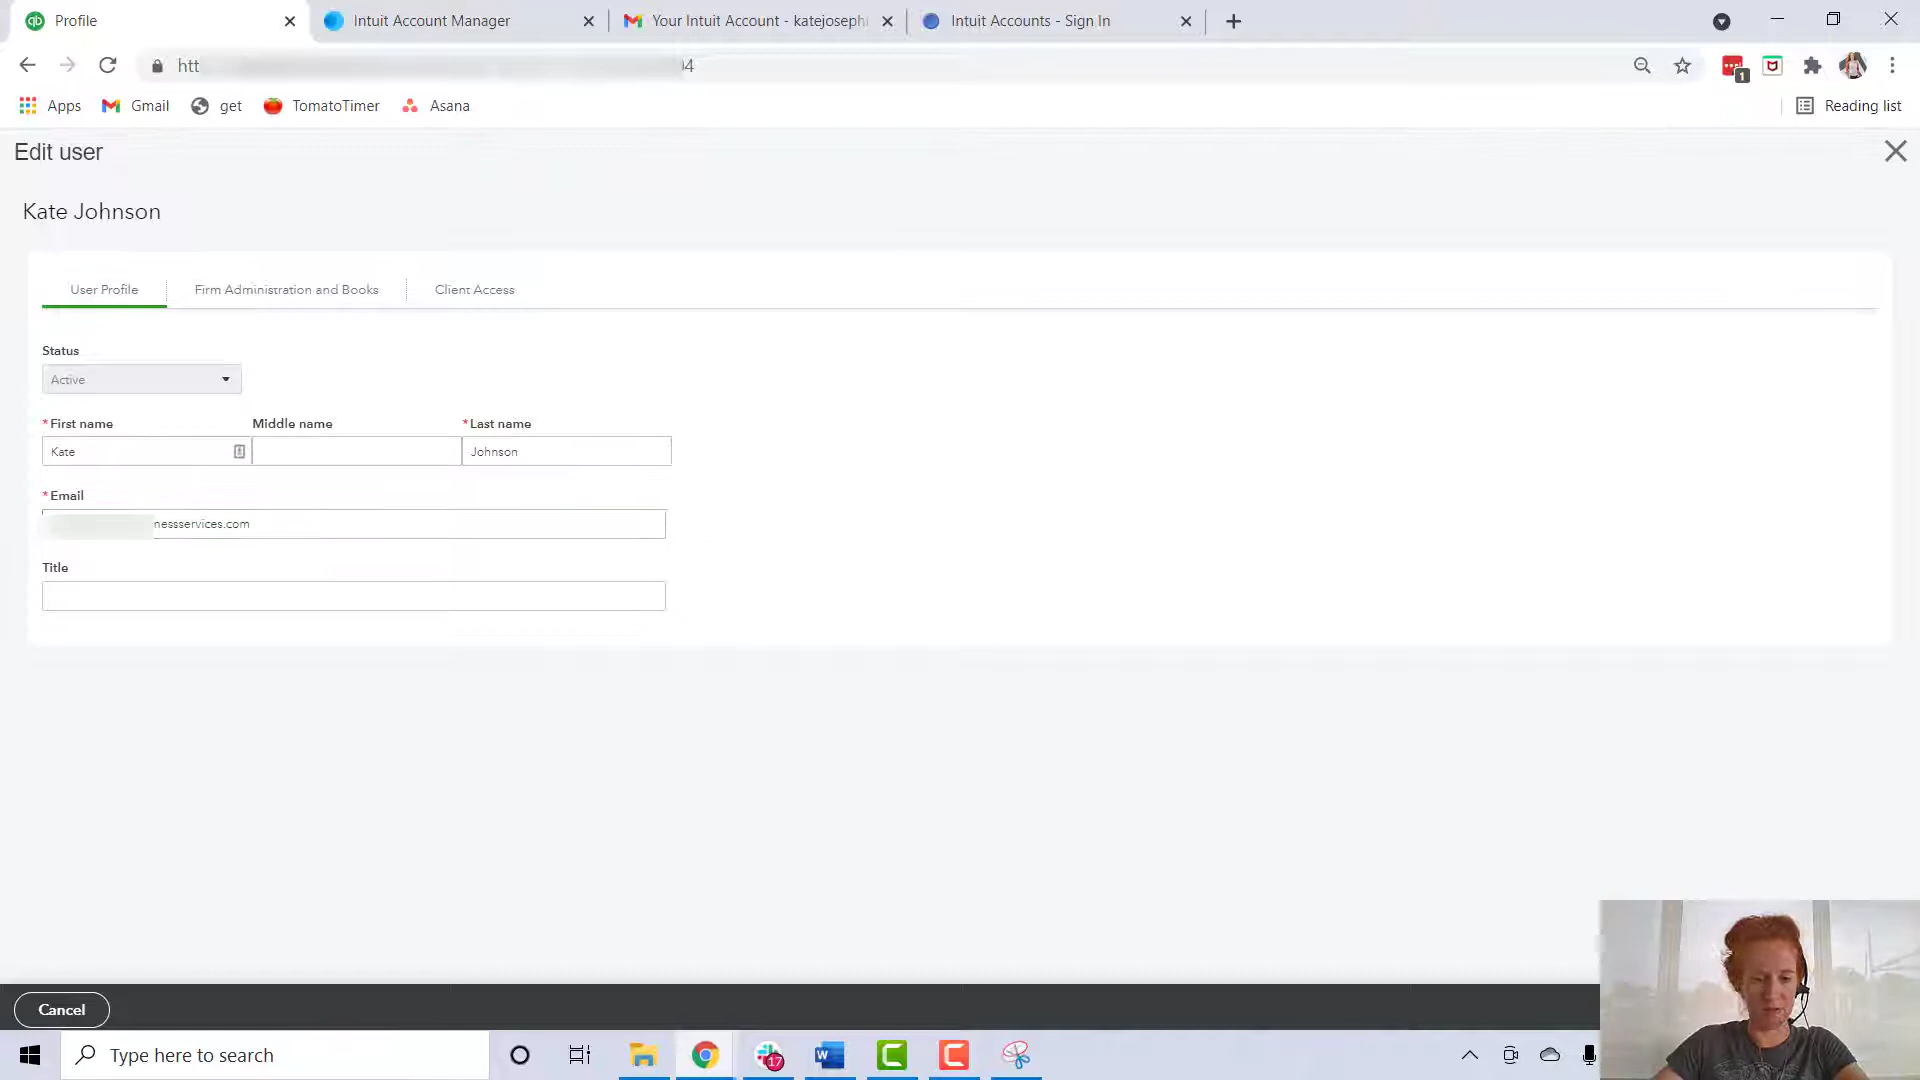 Profile
Intuit Account Manager
Your Intuit Account - katejoseph
Intuit Accounts - Sign In
htt
4
1
Apps
Gmail
get
TomatoTimer
Asana
Reading list
Edit user
Kate Johnson
User Profile
Firm Administration and Books
Client Access
Status
Active
*First name
Middle name
*Last name
Kate
Johnson
*Email
nessservices.com
Title
Cancel
Type here to search
17